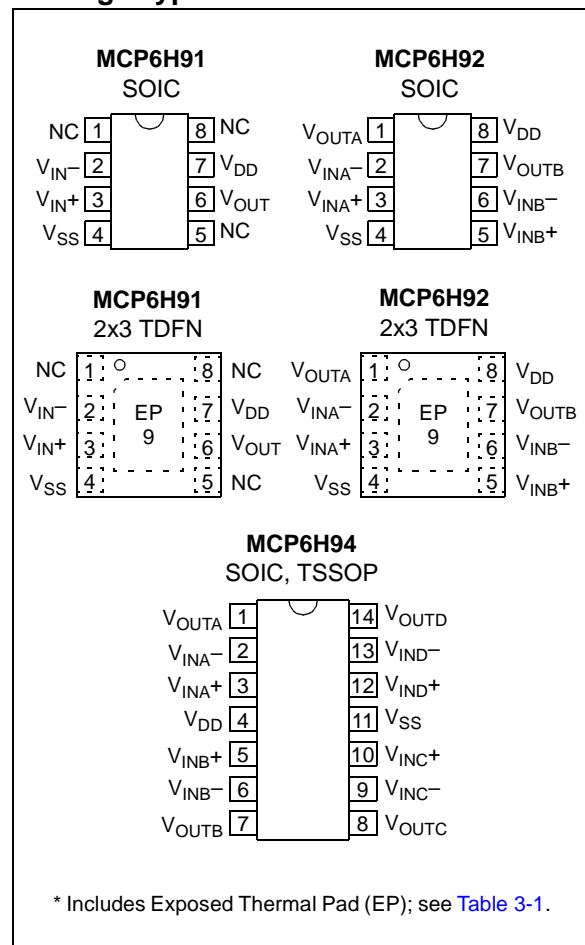 MCP6H91
SOIC
NC 1 8 NC
VIN– 2 7 VDD
VIN+ 3 6 VOUT
VSS 4 5 NC
MCP6H92
SOIC
VOUTA 1 8 VDD
VINA– 2 7 VOUTB
VINA+ 3 6 VINB–
VSS 4 5 VINB+
MCP6H91
2x3 TDFN
NC 1 8 NC
VIN– 2 EP 7 VDD
VIN+ 3 9 6 VOUT
VSS 4 5 NC
MCP6H92
2x3 TDFN
VOUTA 1 8 VDD
VINA– 2 EP 7 VOUTB
VINA+ 3 9 6 VINB–
VSS 4 5 VINB+
MCP6H94
SOIC, TSSOP
VOUTA 1 14 VOUTD
VINA– 2 13 VIND–
VINA+ 3 12 VIND+
VDD 4 11 VSS
VINB+ 5 10 VINC+
VINB– 6 9 VINC–
VOUTB 7 8 VOUTC
* Includes Exposed Thermal Pad (EP); see Table 3-1.